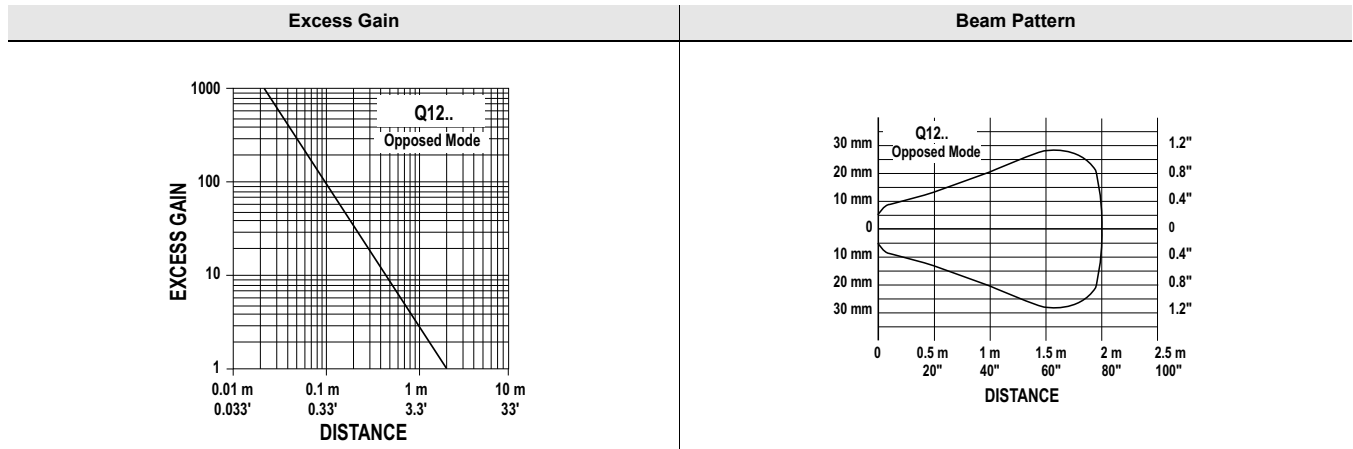 Excess Gain
Beam Pattern
1000
100
10
1
EXCESS GAIN
Q12..
Opposed Mode
0.01 m 0.1 m 1 m 10 m
0.033' 0.33' 3.3' 33'
DISTANCE
Q12..
Opposed Mode
30 mm 1.2"
20 mm 0.8"
10 mm 0.4"
0 0
10 mm 0.4"
20 mm 0.8"
30 mm 1.2"
0 0.5 m 1 m 1.5 m 2 m 2.5 m
20" 40" 60" 80" 100"
DISTANCE